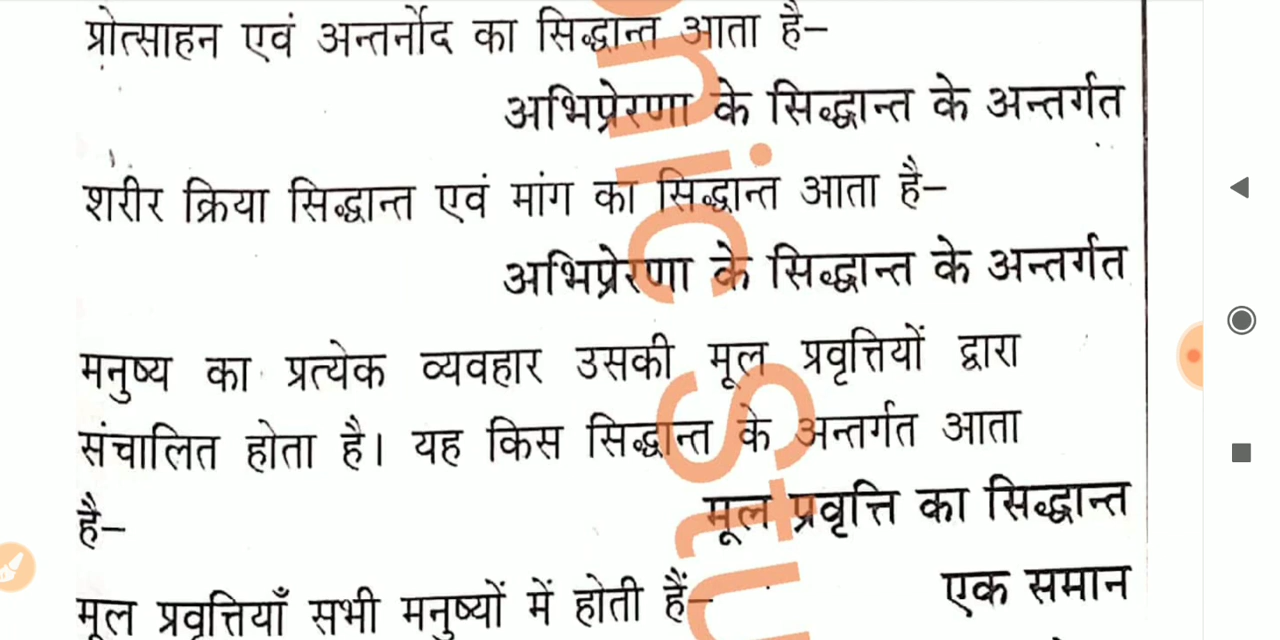 प्रोत्साहन एवं अन्तर्नोद का सिद्धान्त आता है–
अभिप्रेरणा के सिद्धान्त के अन्तर्गत
शरीर क्रिया सिद्धान्त एवं मांग का सिद्धान्त आता है–
अभिप्रेरणा के सिद्धान्त के अन्तर्गत
मनुष्य का प्रत्येक व्यवहार उसकी मूल प्रवृत्तियों द्वारा
संचालित होता है। यह किस सिद्धान्त के अन्तर्गत आता
है– मूल प्रवृत्ति का सिद्धान्त
मूल प्रवृत्तियाँ सभी मनुष्यों में होती हैं– एक समान